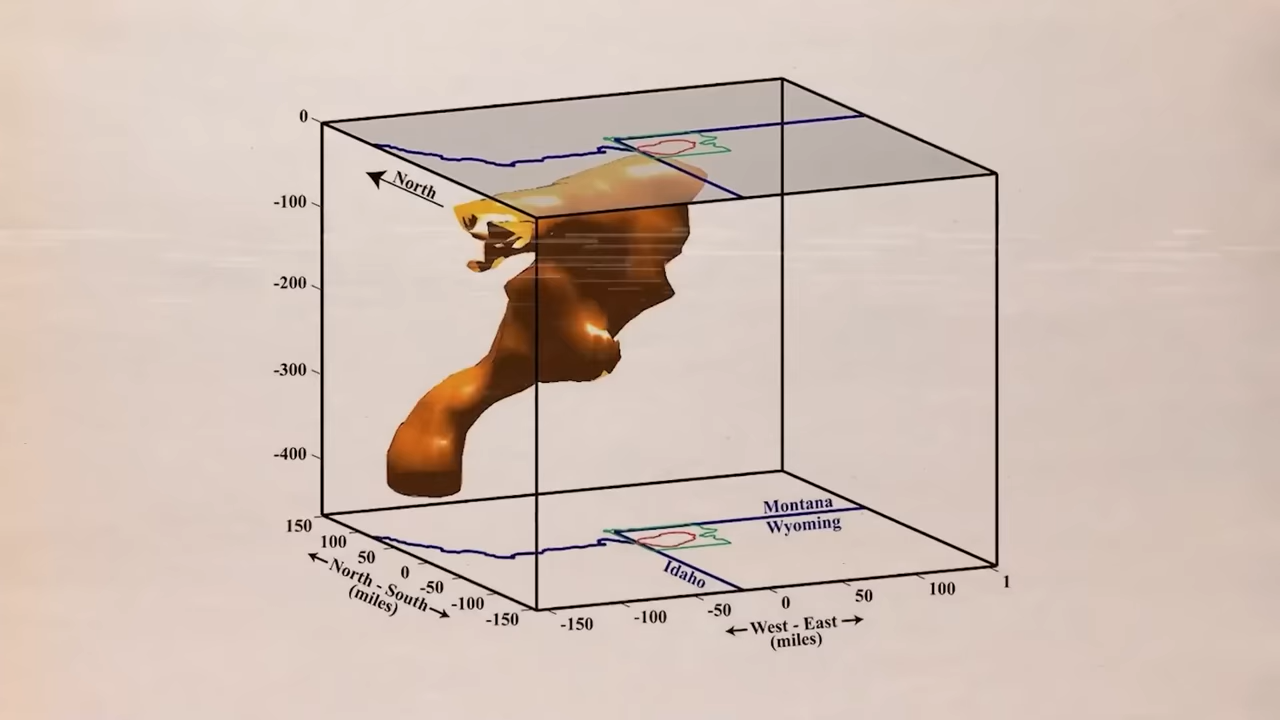 0
-100
-200
-300
-400
North
150
100
50
0
-50
-100
-150
North - South
(miles)
-150
-100
-50
0
50
100
1
West - East
(miles)
Montana
Wyoming
Idaho